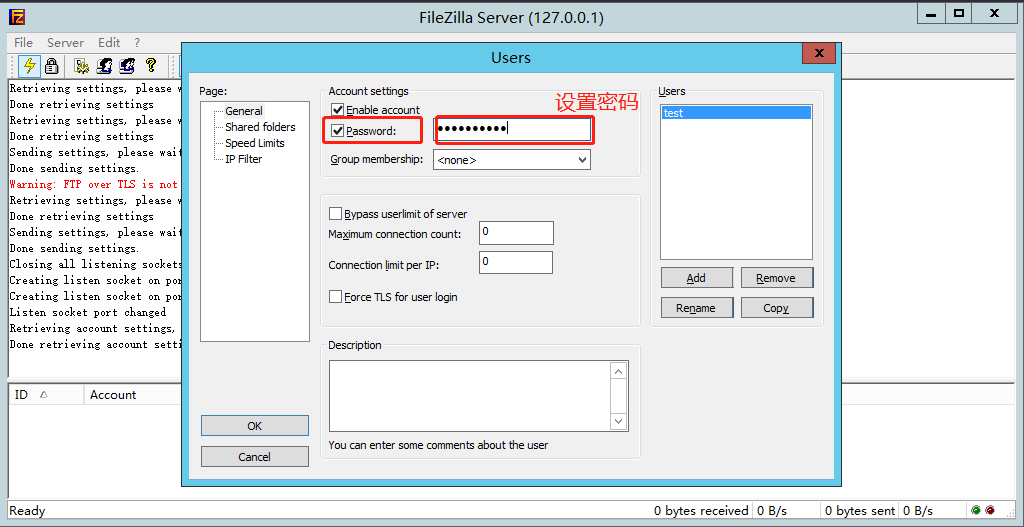 FileZilla Server (127.0.0.1)
File Server Edit ?
Users
Retrieving settings, please w
Done retrieving settings
Retrieving settings, please w
Done retrieving settings
Sending settings, please wait
Done sending settings.
Warning: FTP over TLS is not
Retrieving settings, please w
Done retrieving settings
Sending settings, please wait
Done sending settings.
Closing all listening sockets
Creating listen socket on por
Creating listen socket on por
Listen socket port changed
Retrieving account settings,
Done retrieving account setti
Page:
General
Shared folders
Speed Limits
IP Filter
OK
Cancel
Account settings
设置密码
Enable account
Password: ●●●●●●●●●●
Group membership: <none>
Bypass userlimit of server
Maximum connection count: 0
Connection limit per IP: 0
Force TLS for user login
Description
You can enter some comments about the user
Users
test
Add Remove
Rename Copy
ID Account
Ready 0 bytes received 0 B/s 0 bytes sent 0 B/s